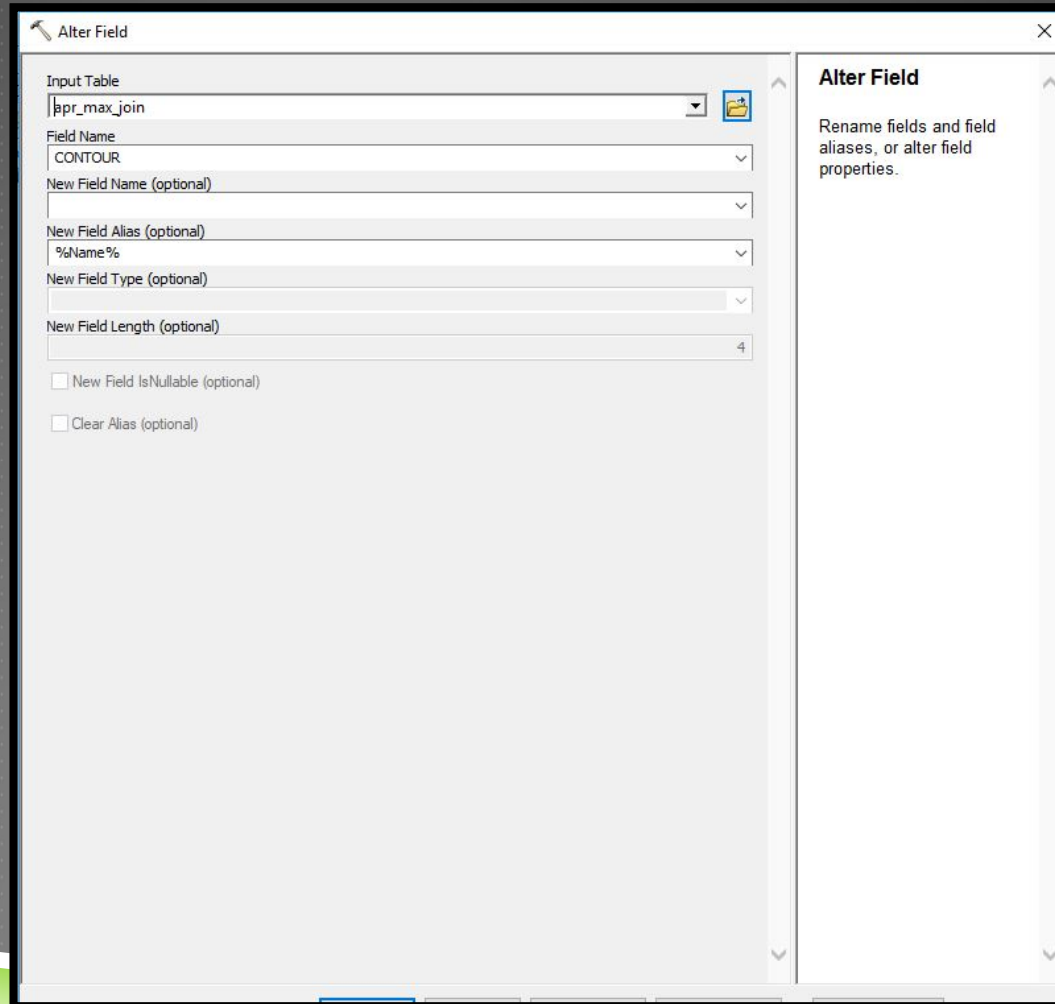 Alter Field
Input Table
apr_max_join
Field Name
CONTOUR
New Field Name (optional)
New Field Alias (optional)
%Name%
New Field Type (optional)
New Field Length (optional)
4
New Field IsNullable (optional)
Clear Alias (optional)
Alter Field
Rename fields and field
aliases, or alter field
properties.